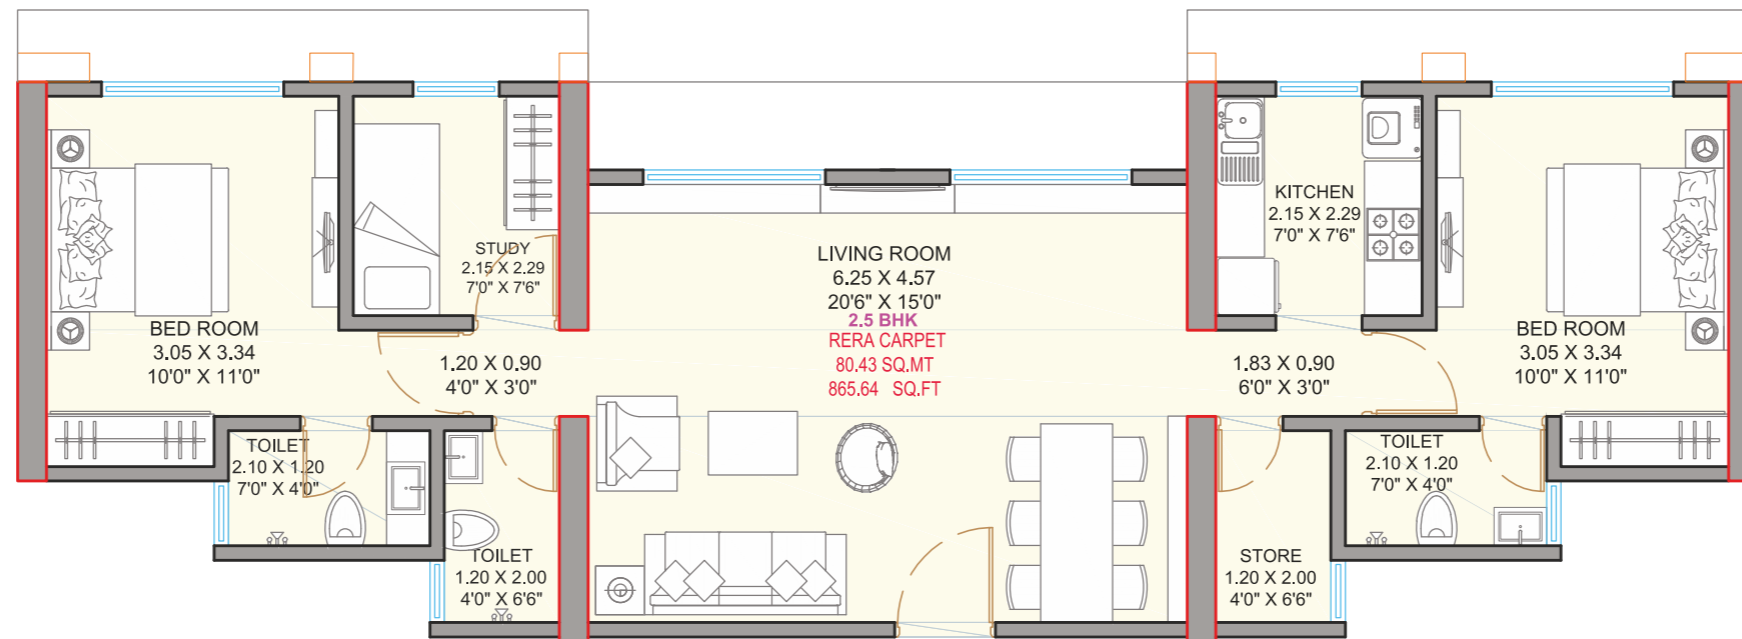 BED ROOM
3.05 X 3.34
10'0" X 11'0"
STUDY
2.15 X 2.29
7'0" X 7'6"
1.20 X 0.90
4'0" X 3'0"
TOILET
2.10 X 1.20
7'0" X 4'0"
TOILET
1.20 X 2.00
4'0" X 6'6"
LIVING ROOM
6.25 X 4.57
20'6" X 15'0"
2.5 BHK
RERA CARPET
80.43 SQ.MT
865.64 SQ.FT
KITCHEN
2.15 X 2.29
7'0" X 7'6"
1.83 X 0.90
6'0" X 3'0"
BED ROOM
3.05 X 3.34
10'0" X 11'0"
TOILET
2.10 X 1.20
7'0" X 4'0"
STORE
1.20 X 2.00
4'0" X 6'6"